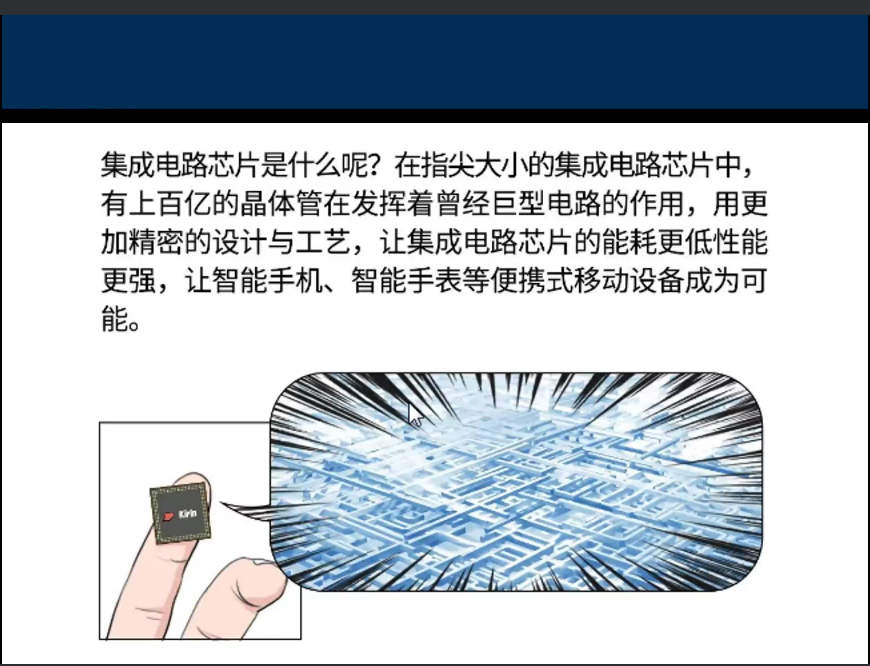 集成电路芯片是什么呢？在指尖大小的集成电路芯片中，
有上百亿的晶体管在发挥着曾经巨型电路的作用，用更
加精密的设计与工艺，让集成电路芯片的能耗更低性能
更强，让智能手机、智能手表等便携式移动设备成为可
能。
Kirin